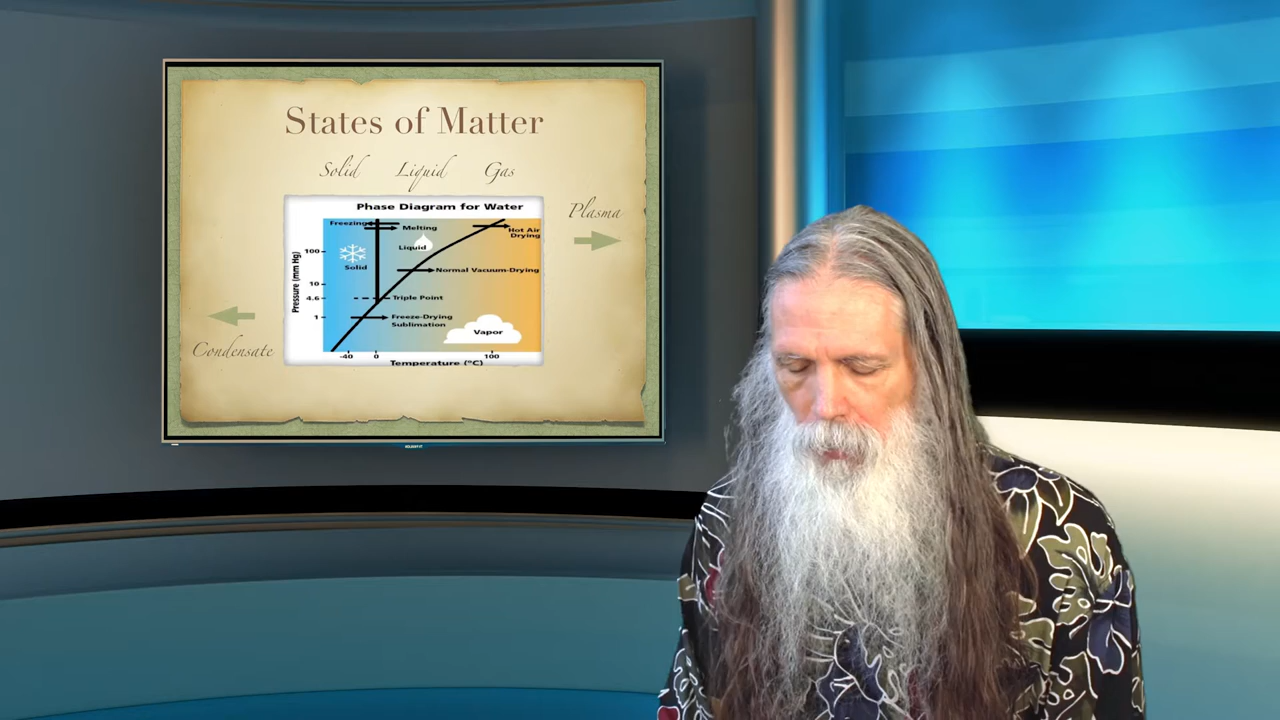 States of Matter
Solid Liquid Gas
Plasma
Condensate
Phase Diagram for Water
Freezing
Melting
Hot Air
Drying
Liquid
Solid
Normal Vacuum-Drying
Triple Point
Freeze-Drying
Sublimation
Vapor
Pressure (mm Hg)
100
10
4.6
1
-40 0 100
Temperature (ºC)